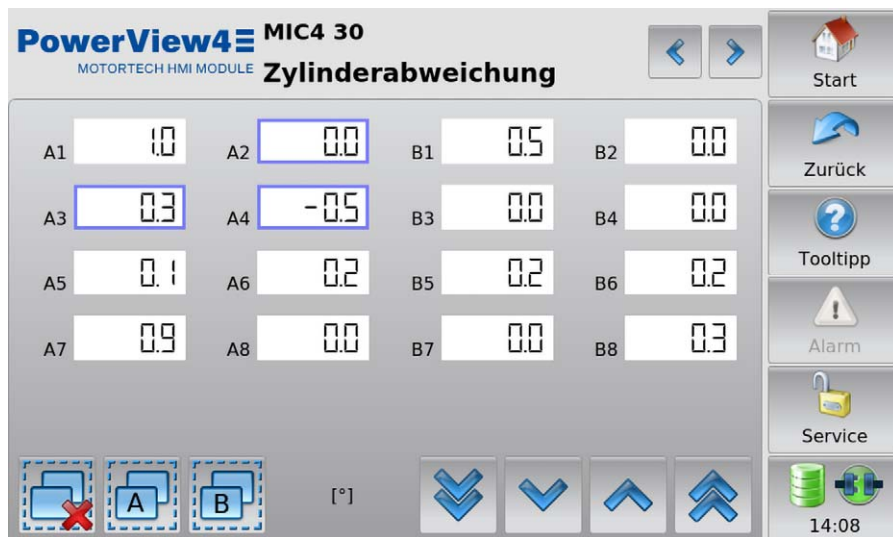 PowerView4 MIC4 30
MOTORTECH HMI MODULE Zylinderabweichung
Start
A1 1.0 A2 0.0 B1 0.5 B2 0.0
Zurück
A3 0.3 A4 -0.5 B3 0.0 B4 0.0
Tooltipp
A5 0.1 A6 0.2 B5 0.2 B6 0.2
A7 0.9 A8 0.0 B7 0.0 B8 0.3
Alarm
Service
A B [°]
14:08